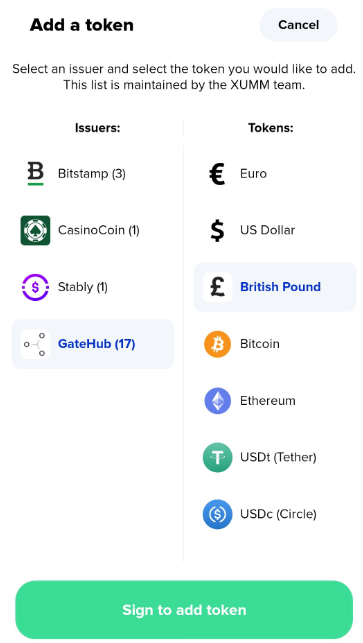 Add a token
Cancel
Select an issuer and select the token you would like to add.
This list is maintained by the XUMM team.
Issuers:
Bitstamp (3)
CasinoCoin (1)
Stably (1)
GateHub (17)
Tokens:
€ Euro
$ US Dollar
£ British Pound
Bitcoin
Ethereum
USDt (Tether)
USDc (Circle)
Sign to add token